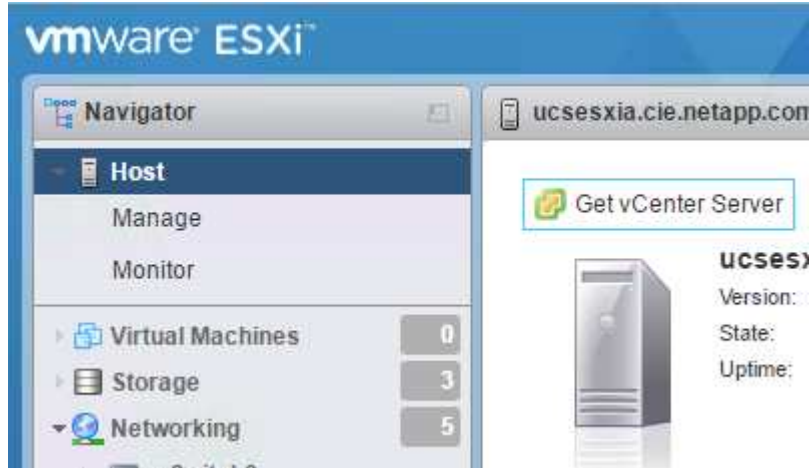 vmware ESXi™
Navigator
ucsesxia.cie.netapp.com
Host
Get vCenter Server
Manage
Monitor
Version:
State:
Uptime:
Virtual Machines 0
Storage 3
Networking 5